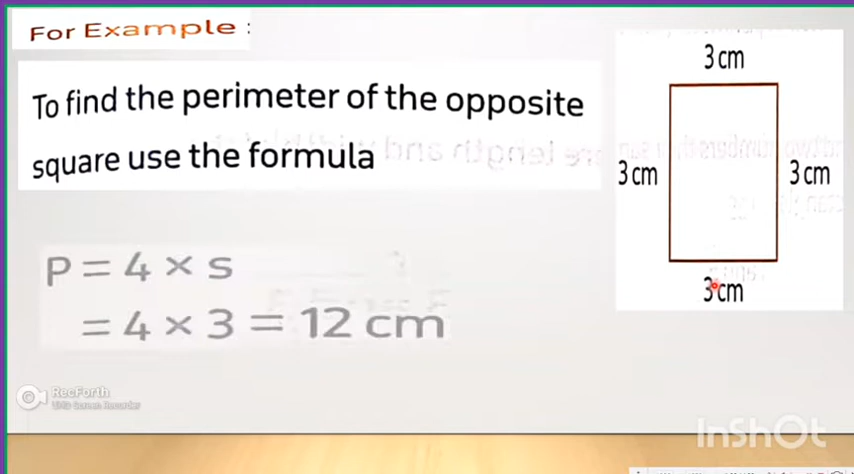 For Example :
To find the perimeter of the opposite
square use the formula
P = 4 × s
= 4 × 3 = 12 cm
3 cm
3 cm
3 cm
3 cm
RecForth
InShOt